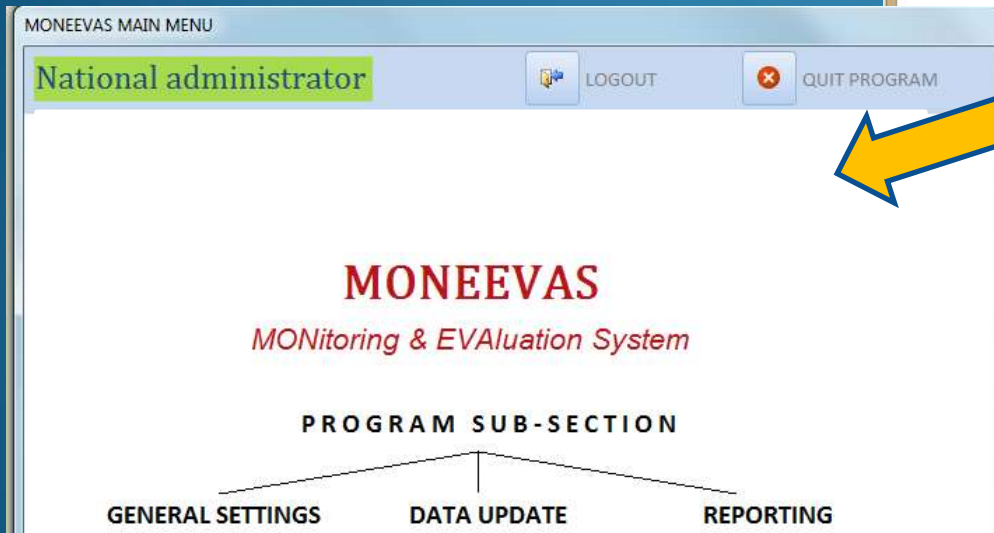 MONEEVAS MAIN MENU
National administrator LOGOUT QUIT PROGRAM
MONEEVAS
MONitoring & EVAluation System
PROGRAM SUB-SECTION
GENERAL SETTINGS DATA UPDATE REPORTING